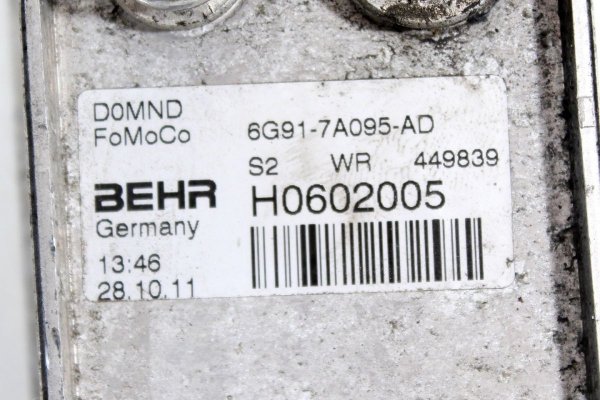 D0MND
FoMoCo 6G91-7A095-AD
S2 WR 449839
BEHR H0602005
Germany
13:46
28.10.11